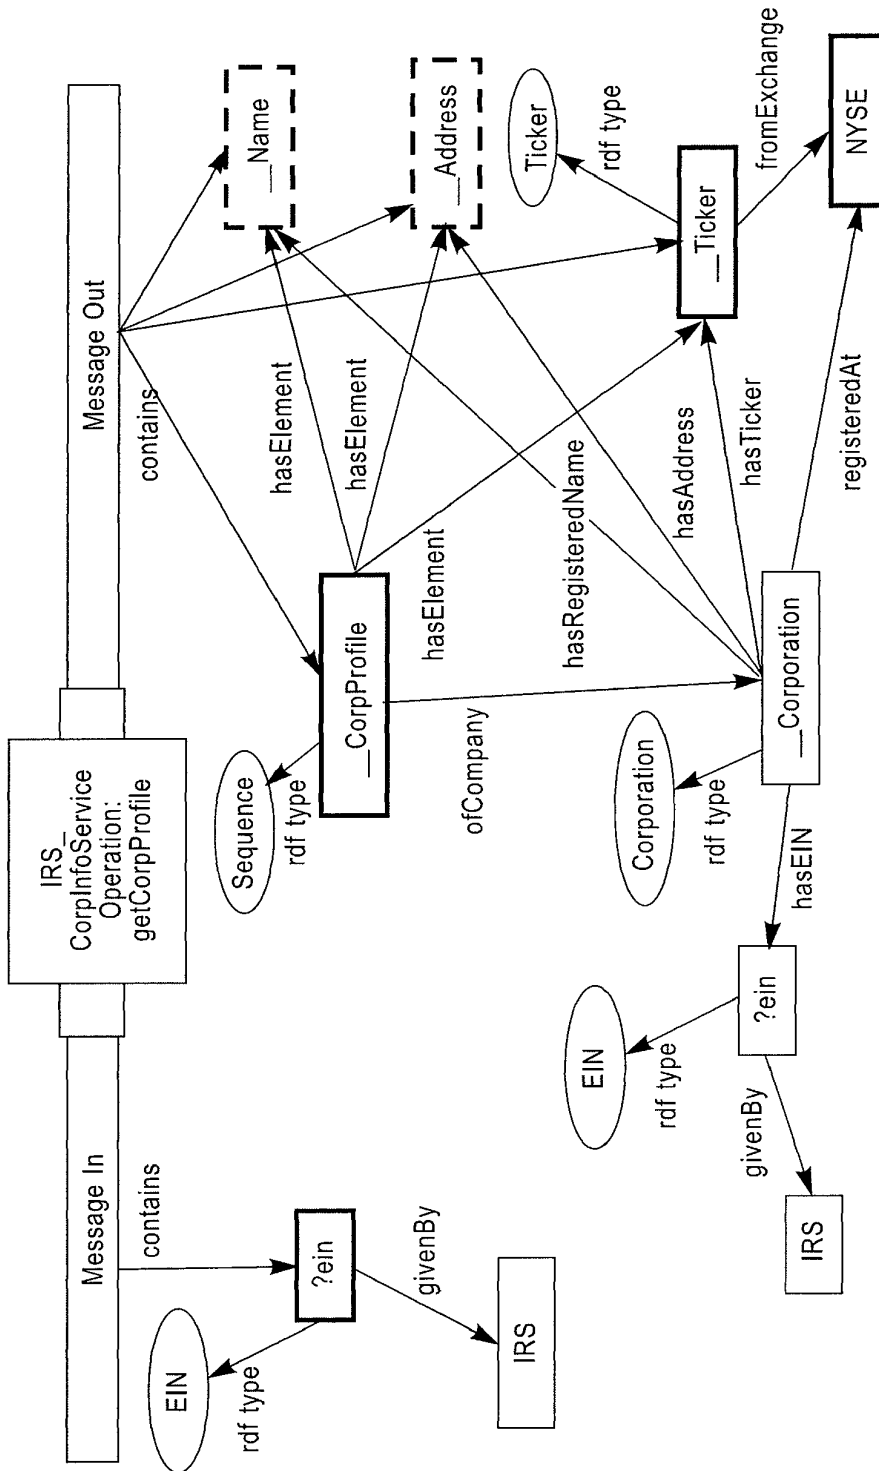 Message In
IRS_
CorpInfoService
Operation:
getCorpProfile
Message Out
contains
contains
EIN
rdf type
?ein
givenBy
IRS
Sequence
rdf type
__CorpProfile
hasElement
hasElement
hasElement
__Name
__Address
Ticker
rdf type
__Ticker
fromExchange
NYSE
ofCompany
hasRegisteredName
hasAddress
hasTicker
registeredAt
Corporation
rdf type
__Corporation
hasEIN
EIN
rdf type
?ein
givenBy
IRS